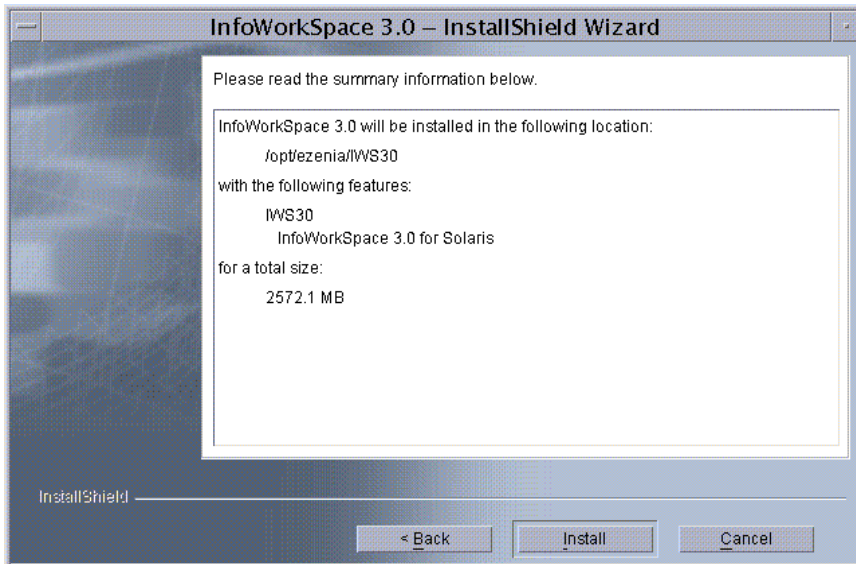 InfoWorkSpace 3.0 – InstallShield Wizard
Please read the summary information below.
InfoWorkSpace 3.0 will be installed in the following location:
/opt/ezenia/IWS30
with the following features:
IWS30
InfoWorkSpace 3.0 for Solaris
for a total size:
2572.1 MB
InstallShield
< Back Install Cancel